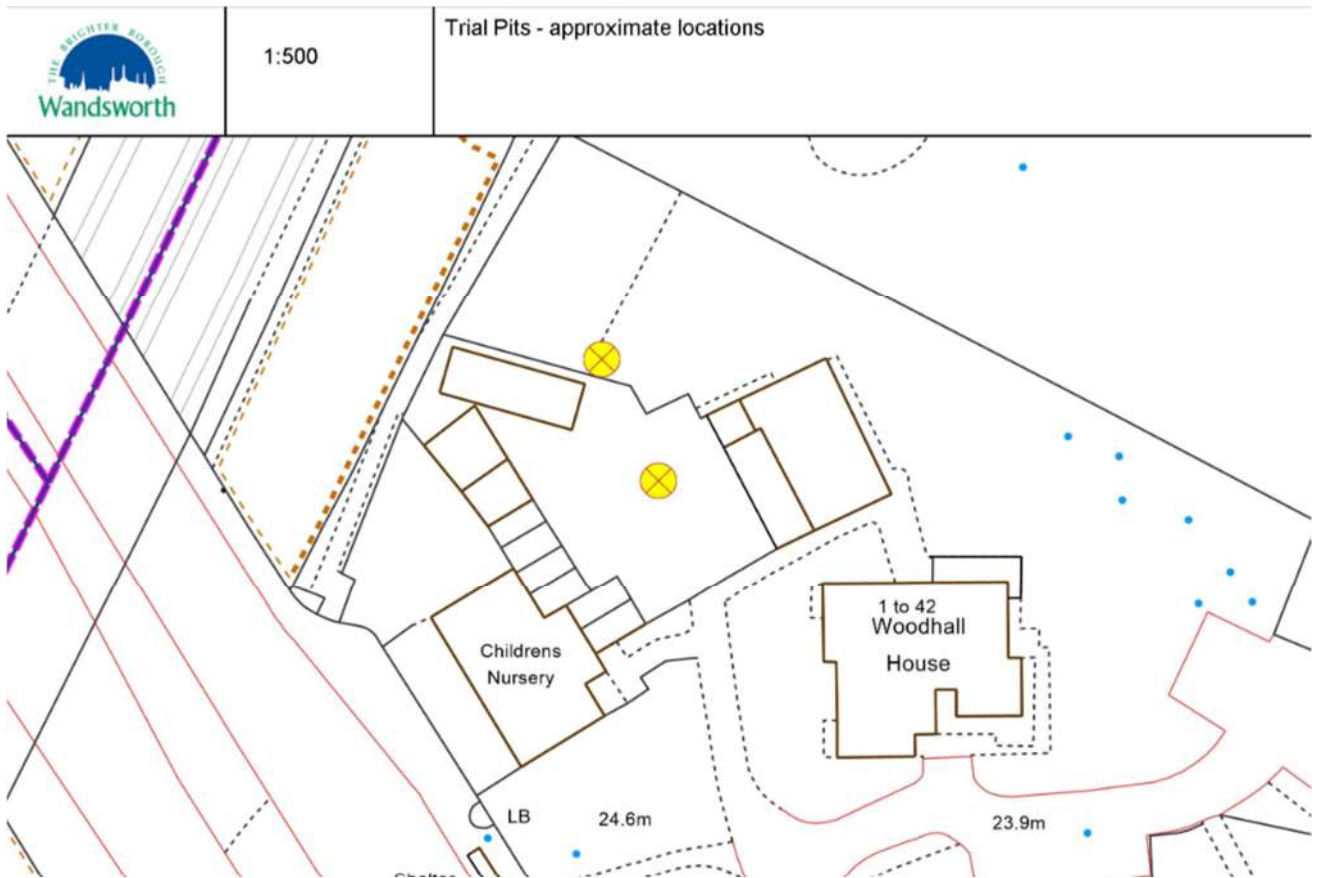 THE BRIGHTER BOROUGH
Wandsworth
1:500
Trial Pits - approximate locations
1 to 42
Woodhall
House
Childrens
Nursery
LB
24.6m
23.9m
Shelter